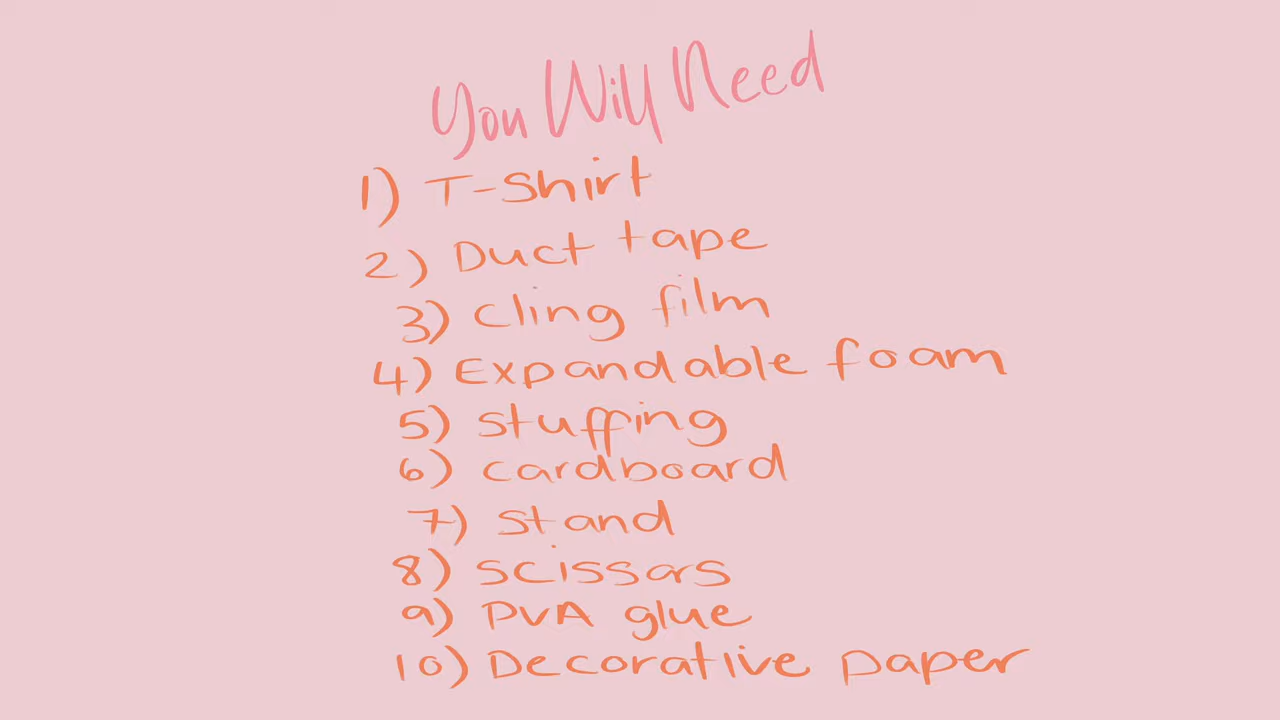 You Will Need
1) T-Shirt
2) Duct tape
3) Cling film
4) Expandable foam
5) Stuffing
6) cardboard
7) Stand
8) Scissars
9) PVA glue
10) Decorative paper